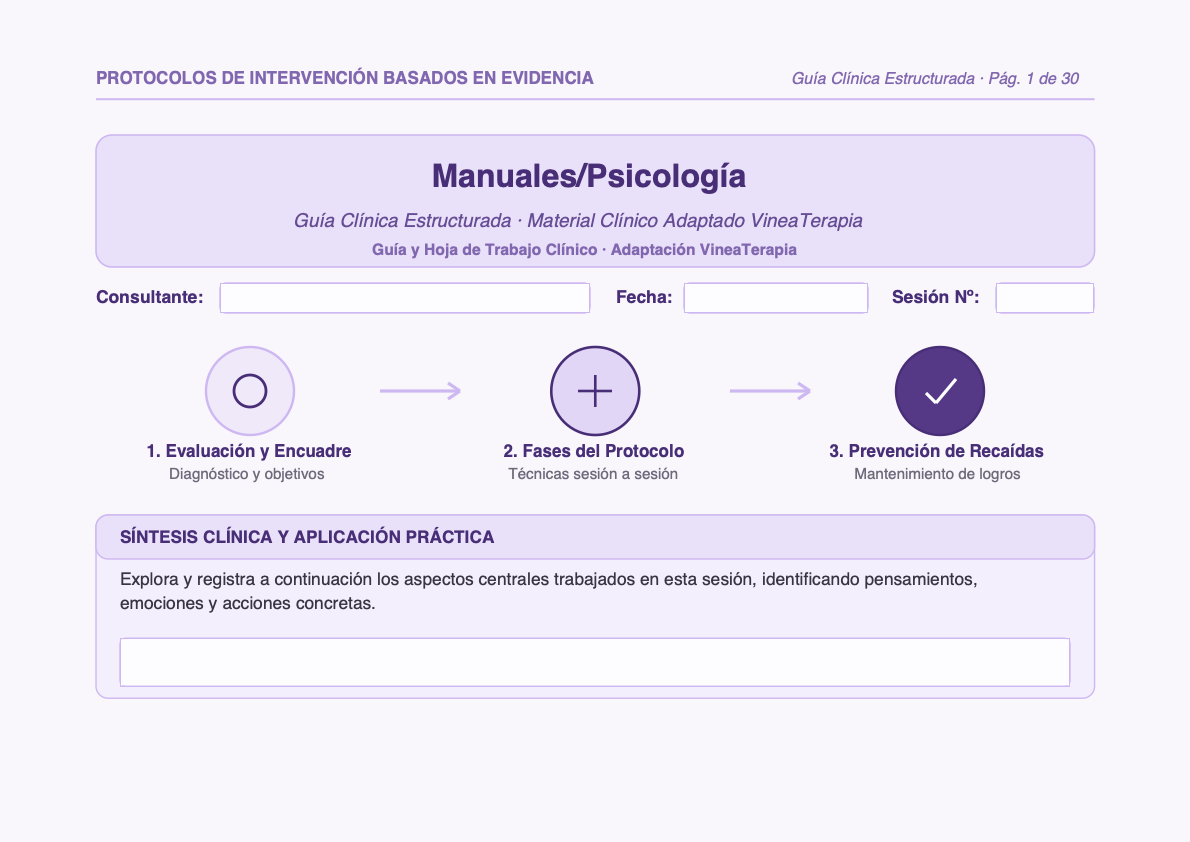 PROTOCOLOS DE INTERVENCIÓN BASADOS EN EVIDENCIA
Guía Clínica Estructurada · Pág. 1 de 30
Manuales/Psicología
Guía Clínica Estructurada · Material Clínico Adaptado VineaTerapia
Guía y Hoja de Trabajo Clínico · Adaptación VineaTerapia
Consultante: Fecha: Sesión Nº:
1. Evaluación y Encuadre
Diagnóstico y objetivos
2. Fases del Protocolo
Técnicas sesión a sesión
3. Prevención de Recaídas
Mantenimiento de logros
SÍNTESIS CLÍNICA Y APLICACIÓN PRÁCTICA
Explora y registra a continuación los aspectos centrales trabajados en esta sesión, identificando pensamientos,
emociones y acciones concretas.